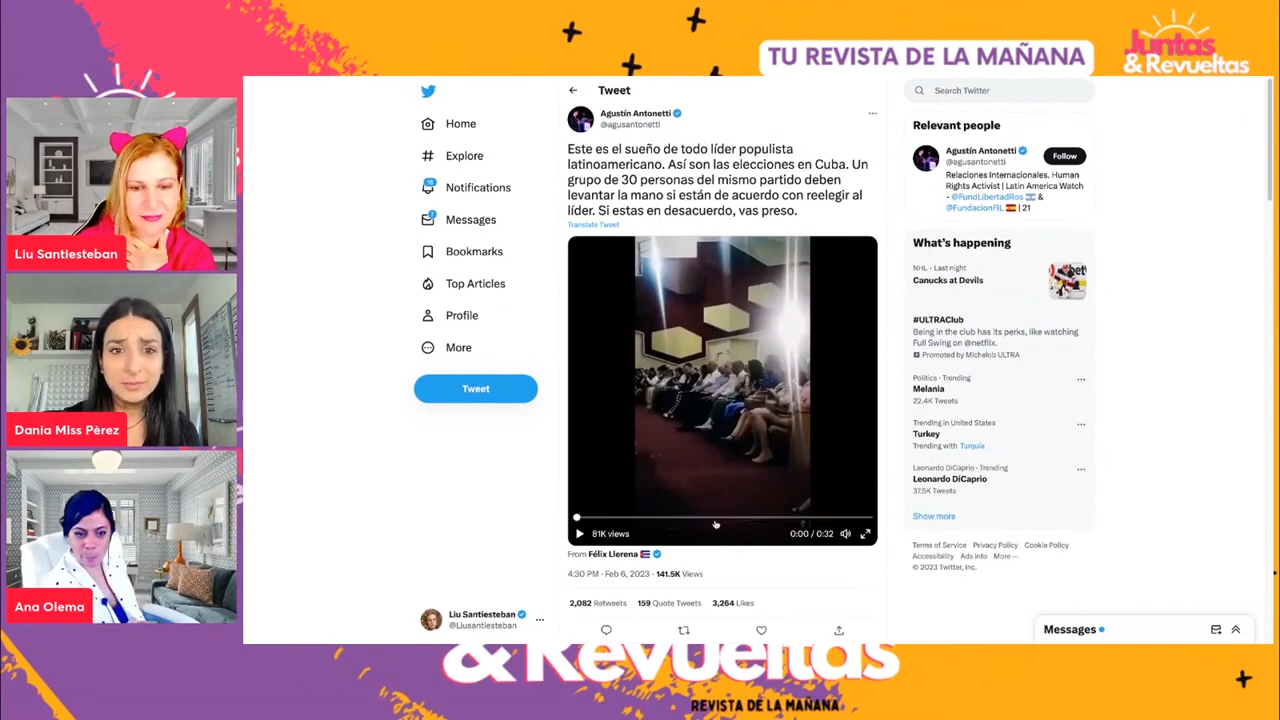 TU REVISTA DE LA MAÑANA
Juntas
& Revueltas
Liu Santiesteban
Dania Miss Pèrez
Ana Olema
Home
Explore
16
Notifications
Messages
Bookmarks
Top Articles
Profile
More
Tweet
Liu Santiesteban
@Liusantiesteban
Tweet
Agustín Antonetti
@agusantonetti
Este es el sueño de todo líder populista
latinoamericano. Así son las elecciones en Cuba. Un
grupo de 30 personas del mismo partido deben
levantar la mano si están de acuerdo con reelegir al
líder. Si estas en desacuerdo, vas preso.
Translate Tweet
81K views
0:00 / 0:32
From Félix Llerena
4:30 PM · Feb 6, 2023 · 141.5K Views
2,082 Retweets 159 Quote Tweets 3,264 Likes
Search Twitter
Relevant people
Agustín Antonetti
@agusantonetti
Follow
Relaciones Internacionales. Human
Rights Activist | Latin America Watch
- @FundLibertadRos &
@FundacionFIL | 21
What's happening
NHL · Last night
Canucks at Devils
#ULTRAClub
Being in the club has its perks, like watching
Full Swing on @netflix.
Promoted by Michelob ULTRA
Politics · Trending
Melania
22.4K Tweets
Trending in United States
Turkey
Trending with Turquía
Leonardo DiCaprio · Trending
Leonardo DiCaprio
37.5K Tweets
Show more
Terms of Service Privacy Policy Cookie Policy
Accessibility Ads info More
© 2023 Twitter, Inc.
Messages
& Revueltas
REVISTA DE LA MAÑANA